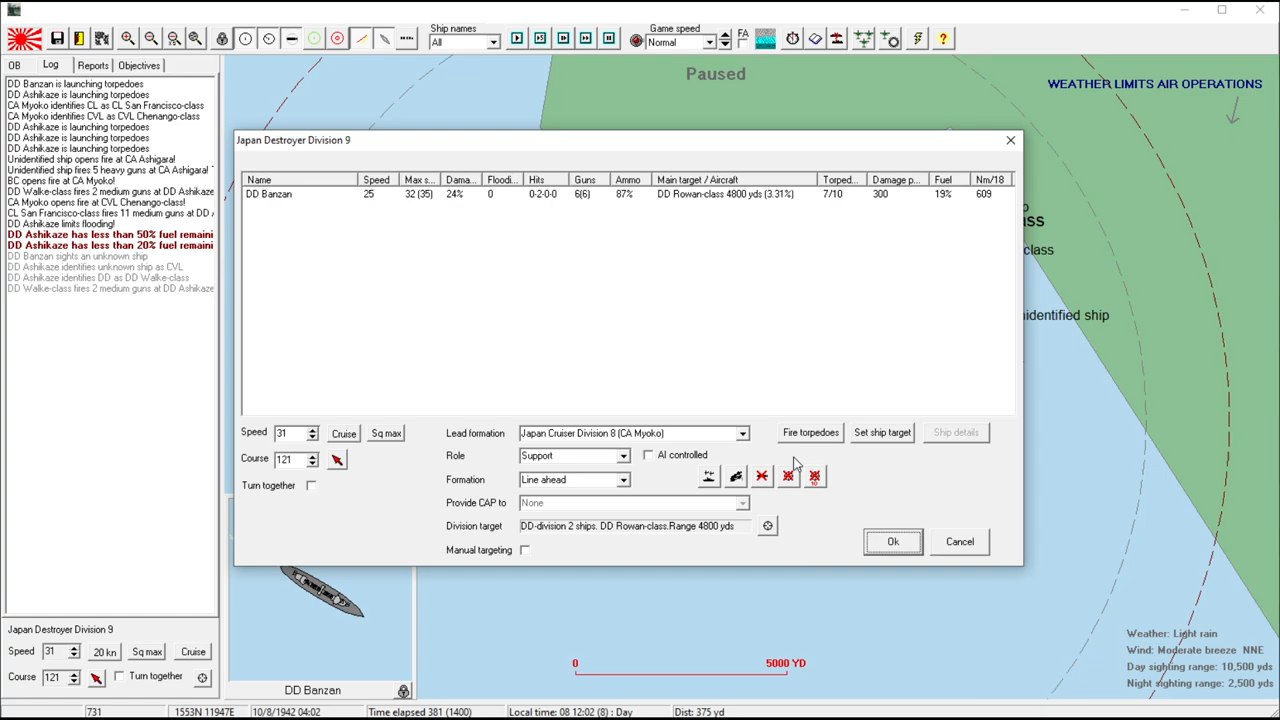 Ship names
Game speed
All
Normal
FA
OB Log Reports Objectives
DD Banzan is launching torpedoes
DD Ashikaze is launching torpedoes
CA Myoko identifies CL as CL San Francisco-class
CA Myoko identifies CVL as CVL Chenango-class
DD Ashikaze is launching torpedoes
DD Ashikaze is launching torpedoes
DD Ashikaze is launching torpedoes
Unidentified ship opens fire at CA Ashigara!
Unidentified ship fires 5 heavy guns at CA Ashigara!
BC opens fire at CA Myoko!
DD Walke-class fires 2 medium guns at DD Ashikaze
CA Myoko opens fire at CVL Chenango-class!
CL San Francisco-class fires 11 medium guns at DD
DD Ashikaze limits flooding!
DD Ashikaze has less than 50% fuel remaini
DD Ashikaze has less than 20% fuel remaini
DD Banzan sights an unknown ship
DD Ashikaze identifies unknown ship as CVL
DD Ashikaze identifies DD as DD Walke-class
DD Walke-class fires 2 medium guns at DD Ashikaze
Paused
WEATHER LIMITS AIR OPERATIONS
ss
class
nidentified ship
Japan Destroyer Division 9
Name Speed Max s... Dama... Floodi... Hits Guns Ammo Main target / Aircraft Torped... Damage p... Fuel Nm/18
DD Banzan 25 32 (35) 24% 0 0-2-0-0 6(6) 87% DD Rowan-class 4800 yds (3.31%) 7/10 300 19% 609
Speed 31 Cruise Sq max
Course 121
Turn together
Lead formation Japan Cruiser Division 8 (CA Myoko)
Role Support AI controlled
Formation Line ahead
Provide CAP to None
Division target DD-division 2 ships. DD Rowan-class.Range 4800 yds
Manual targeting
Fire torpedoes Set ship target Ship details
10
Ok Cancel
Japan Destroyer Division 9
Speed 31 20 kn Sq max Cruise
Course 121 Turn together
DD Banzan
0 5000 YD
Weather: Light rain
Wind: Moderate breeze NNE
Day sighting range: 10,500 yds
Night sighting range: 2,500 yds
731 1553N 11947E 10/8/1942 04:02 Time elapsed 381 (1400) Local time: 08 12:02 (8) : Day Dist: 375 yd